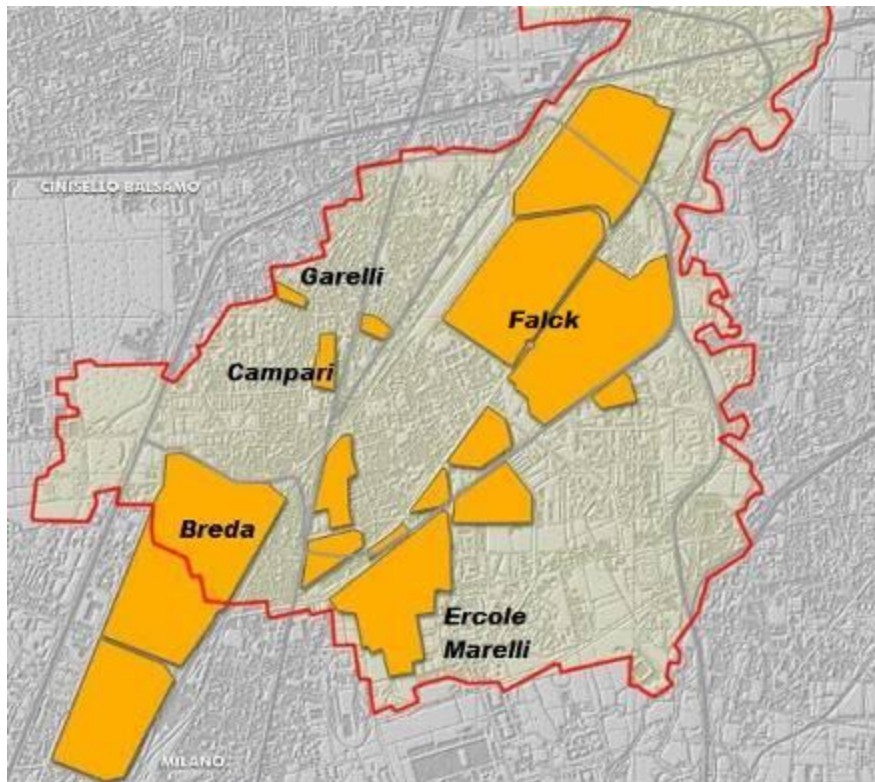 CINISELLO BALSAMO
Garelli
Falck
Campari
Breda
Ercole
Marelli
MILANO